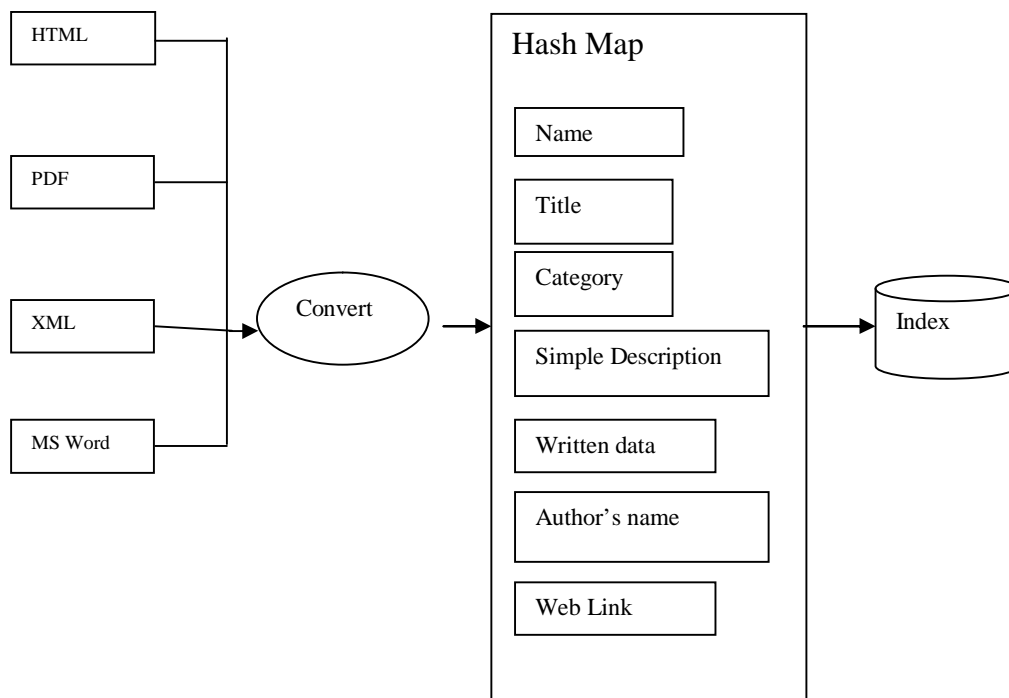 HTML
PDF
XML
MS Word
Convert
Hash Map
Name
Title
Category
Simple Description
Written data
Author’s name
Web Link
Index